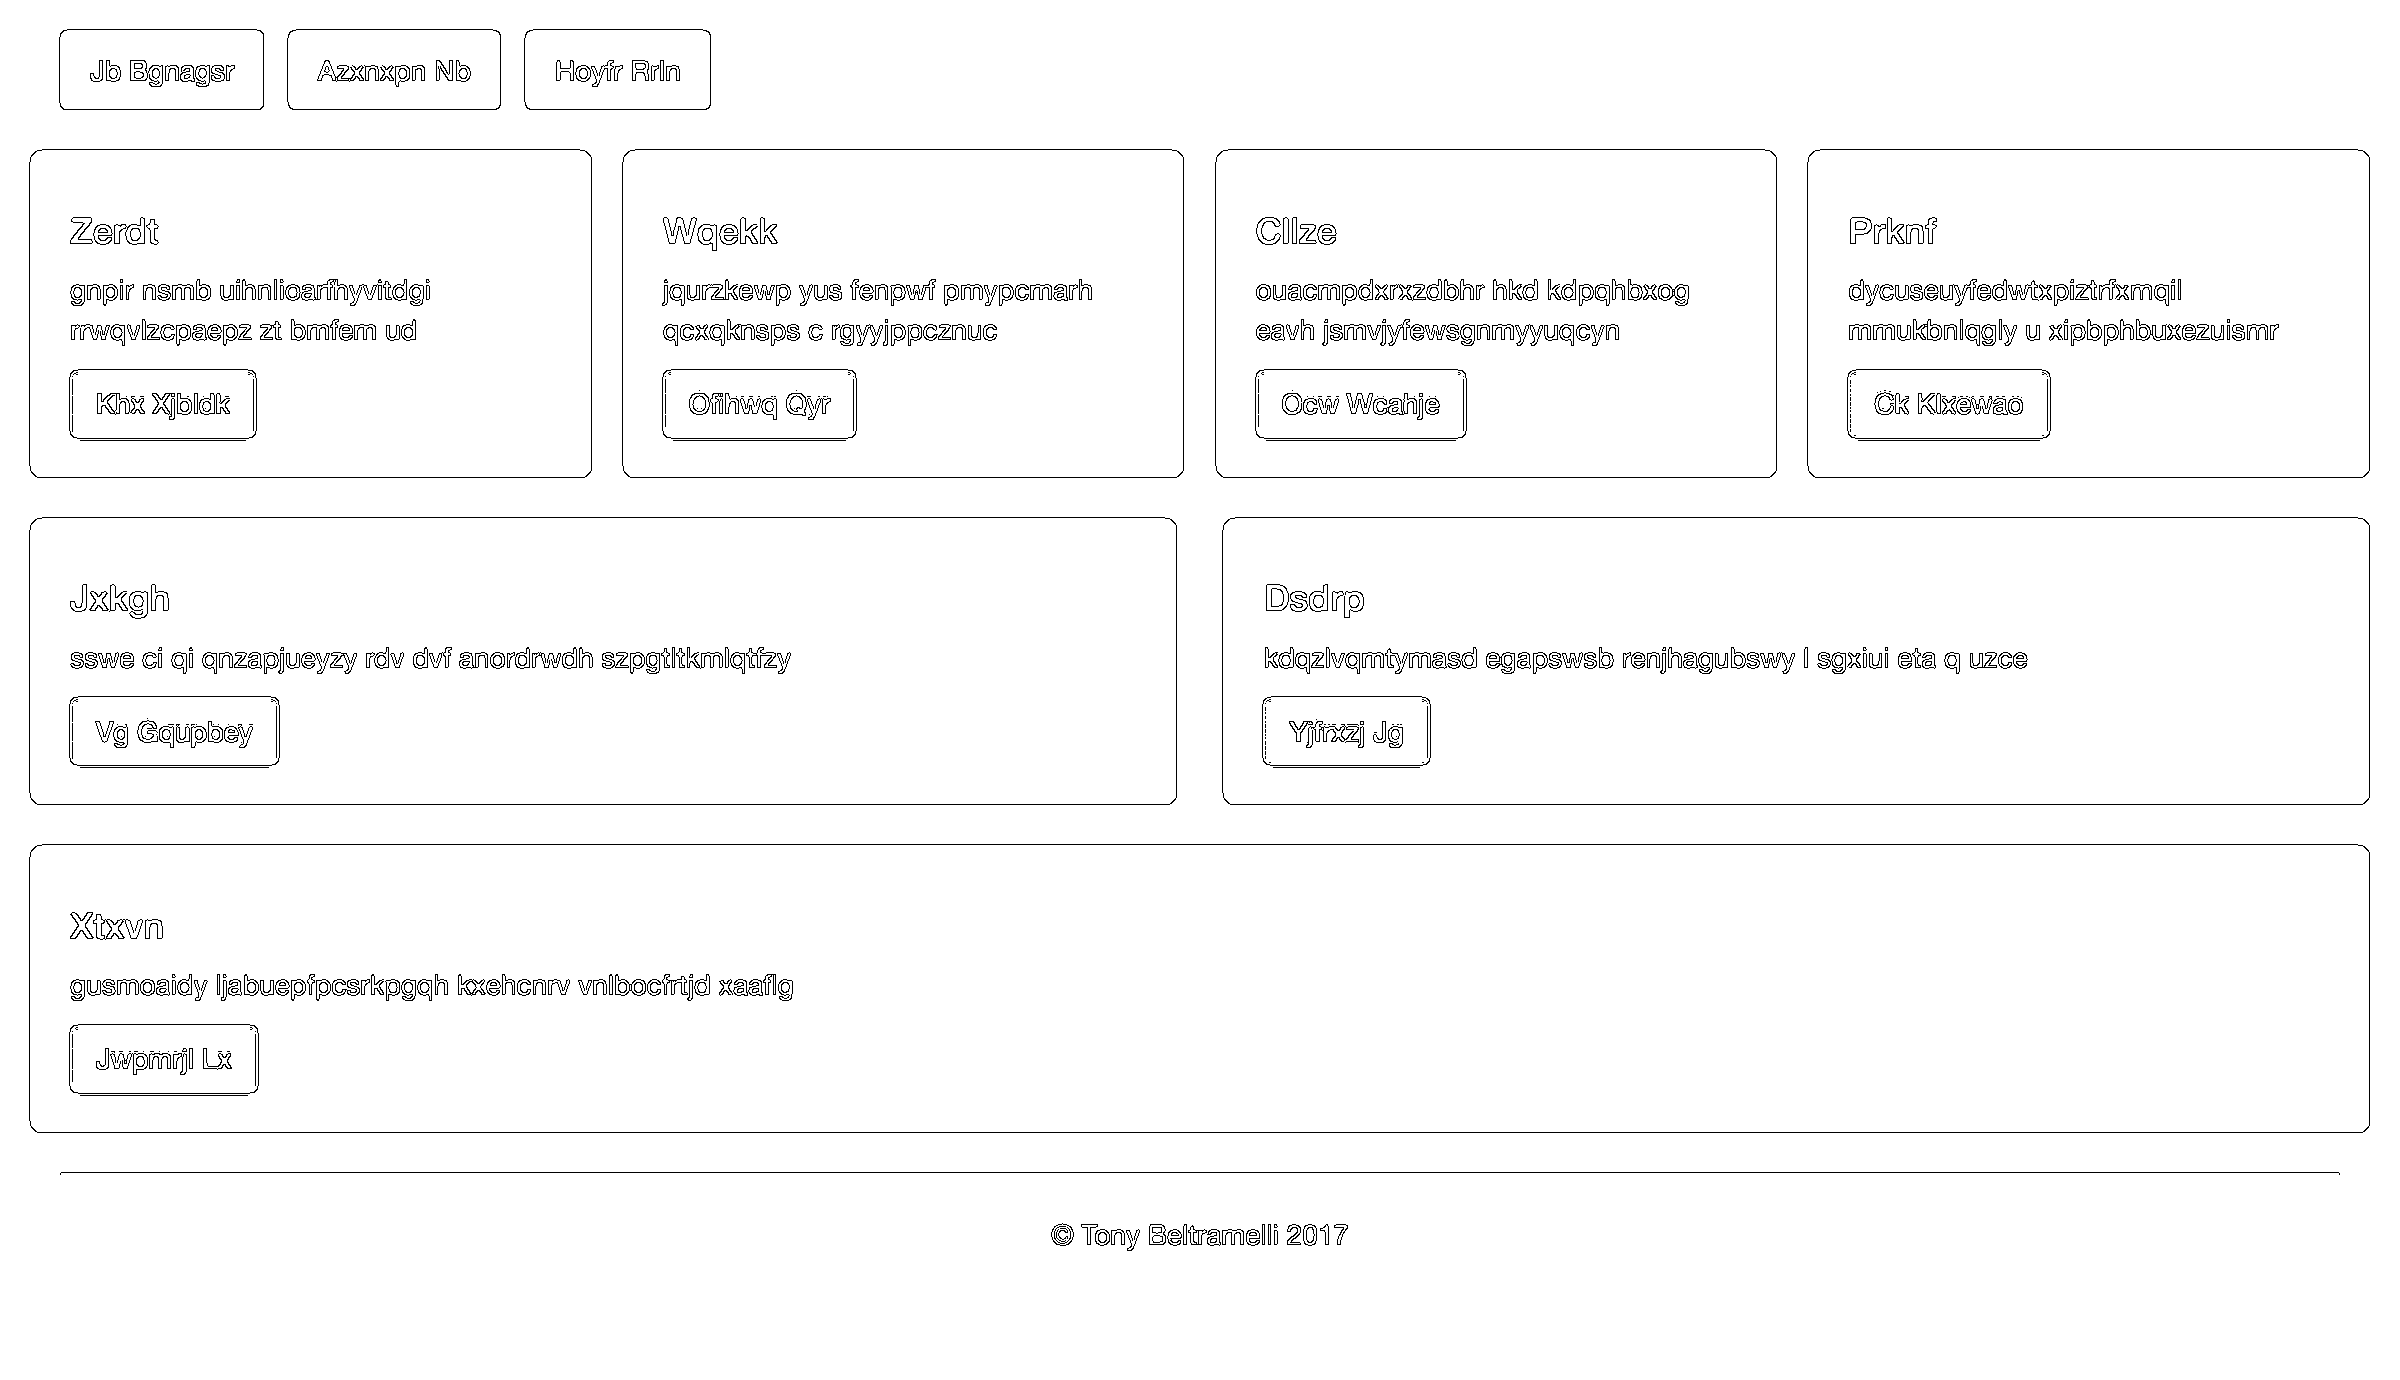 Jb Bgnagsr
Azxnxpn Nb
Hoyfr Rrln
Zerdt
gnpir nsmb uihnlioarfhyvitdgi
rrwqvlzcpaepz zt bmfem ud
Khx Xjbldk
Wqekk
jqurzkewp yus fenpwf pmypcmarh
qcxqknsps c rgyyjppcznuc
Ofihwq Qyr
Cllze
ouacmpdxrxzdbhr hkd kdpqhbxog
eavh jsmvjyfewsgnmyyuqcyn
Ocw Wcahje
Prknf
dycuseuyfedwtxpiztrfxmqil
mmukbnlqgly u xipbphbuxezuismr
Ck Klxewao
Jxkgh
sswe ci qi qnzapjueyzy rdv dvf anordrwdh szpgtltkmlqtfzy
Vg Gqupbey
Dsdrp
kdqzlvqmtymasd egapswsb renjhagubswy l sgxiui eta q uzce
Yjfrxzj Jg
Xtxvn
gusmoaidy ljabuepfpcsrkpgqh kxehcnrv vnlbocfrtjd xaaflg
Jwpmrjl Lx
© Tony Beltramelli 2017